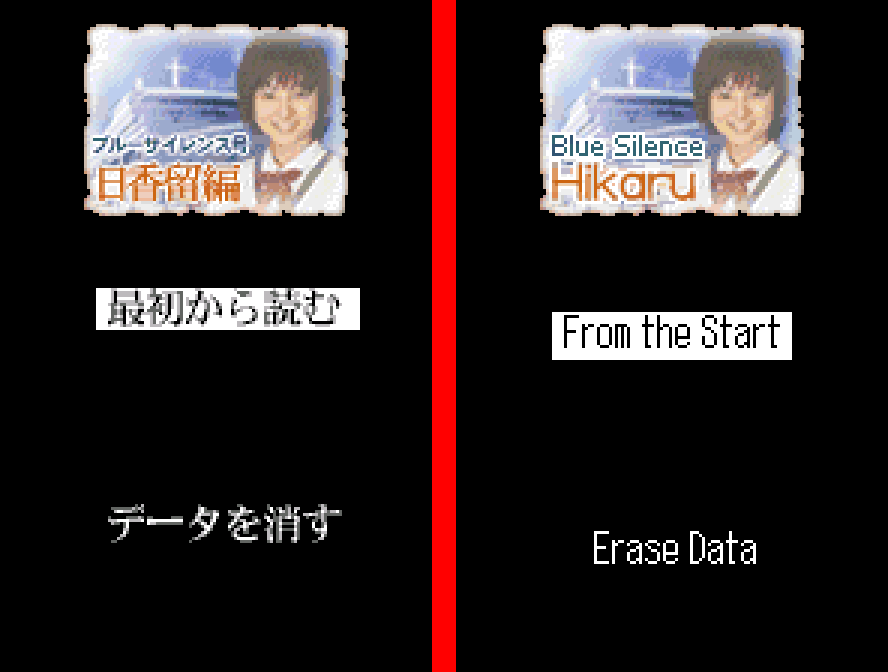 ブルーサイレンス号
日香留編
最初から読む
データを消す
Blue Silence
Hikaru
From the Start
Erase Data